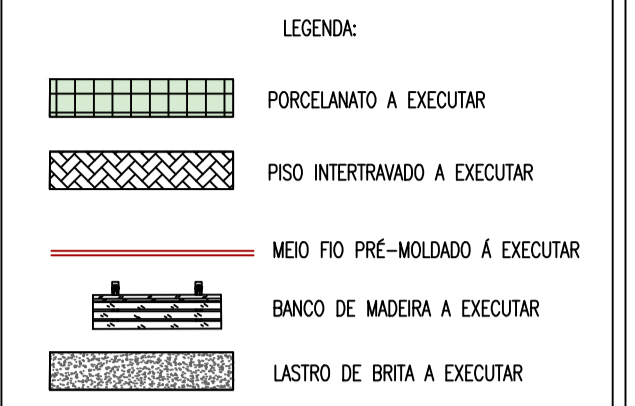 LEGENDA:
PORCELANATO A EXECUTAR
PISO INTERTRAVADO A EXECUTAR
MEIO FIO PRÉ-MOLDADO Á EXECUTAR
BANCO DE MADEIRA A EXECUTAR
LASTRO DE BRITA A EXECUTAR